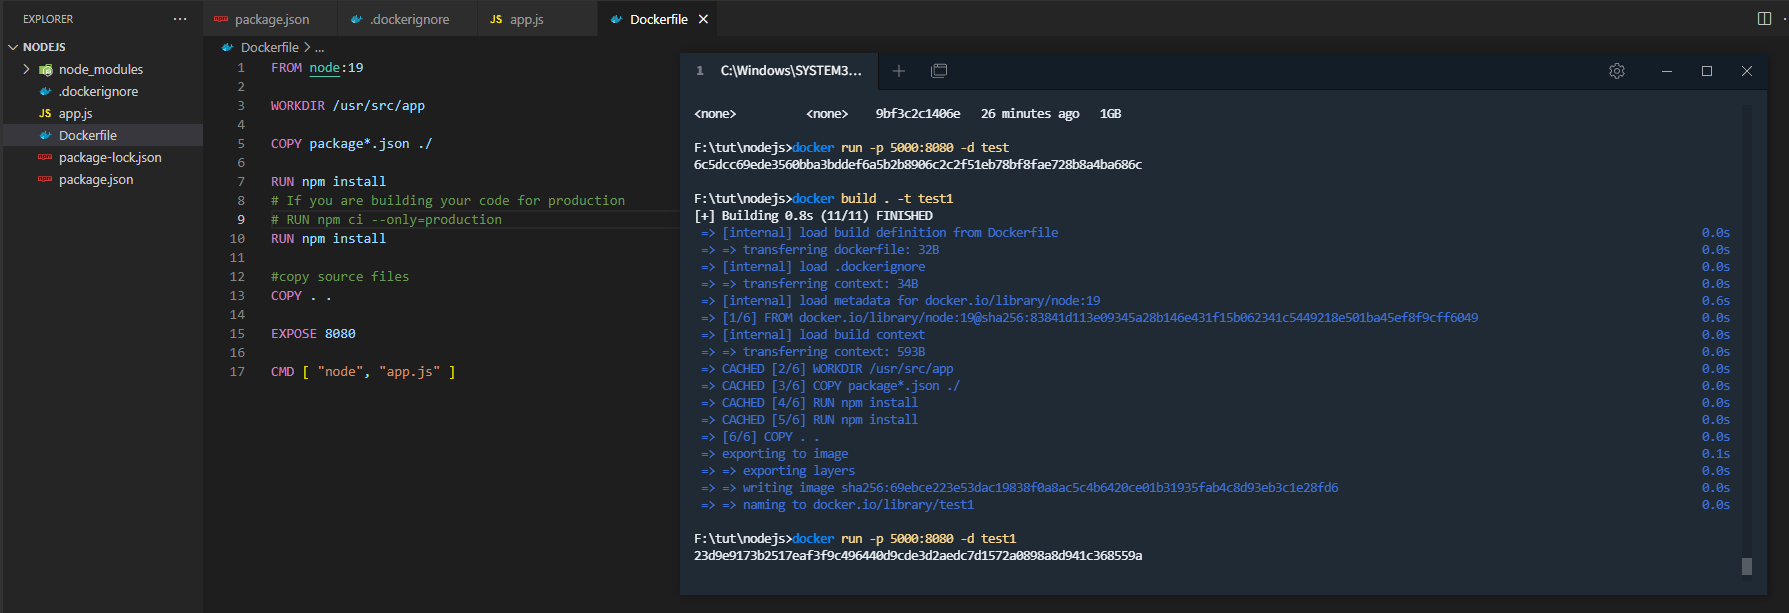 EXPLORER
...
NODEJS
node_modules
.dockerignore
JS app.js
Dockerfile
package-lock.json
package.json
package.json
.dockerignore
JS app.js
Dockerfile
Dockerfile > ...
1 FROM node:19
2
3 WORKDIR /usr/src/app
4
5 COPY package*.json ./
6
7 RUN npm install
8 # If you are building your code for production
9 # RUN npm ci --only=production
10 RUN npm install
11
12 #copy source files
13 COPY . .
14
15 EXPOSE 8080
16
17 CMD [ "node", "app.js" ]
1 C:\Windows\SYSTEM3...
<none> <none> 9bf3c2c1406e 26 minutes ago 1GB
F:\tut\nodejs>docker run -p 5000:8080 -d test
6c5dcc69ede3560bba3bddef6a5b2b8906c2c2f51eb78bf8fae728b8a4ba686c
F:\tut\nodejs>docker build . -t test1
[+] Building 0.8s (11/11) FINISHED
=> [internal] load build definition from Dockerfile 0.0s
=> => transferring dockerfile: 32B 0.0s
=> [internal] load .dockerignore 0.0s
=> => transferring context: 34B 0.0s
=> [internal] load metadata for docker.io/library/node:19 0.6s
=> [1/6] FROM docker.io/library/node:19@sha256:83841d113e09345a28b146e431f15b062341c5449218e501ba45ef8f9cff6049 0.0s
=> [internal] load build context 0.0s
=> => transferring context: 593B 0.0s
=> CACHED [2/6] WORKDIR /usr/src/app 0.0s
=> CACHED [3/6] COPY package*.json ./ 0.0s
=> CACHED [4/6] RUN npm install 0.0s
=> CACHED [5/6] RUN npm install 0.0s
=> [6/6] COPY . . 0.0s
=> exporting to image 0.1s
=> => exporting layers 0.0s
=> => writing image sha256:69ebce223e53dac19838f0a8ac5c4b6420ce01b31935fab4c8d93eb3c1e28fd6 0.0s
=> => naming to docker.io/library/test1 0.0s
F:\tut\nodejs>docker run -p 5000:8080 -d test1
23d9e9173b2517eaf3f9c496440d9cde3d2aedc7d1572a0898a8d941c368559a